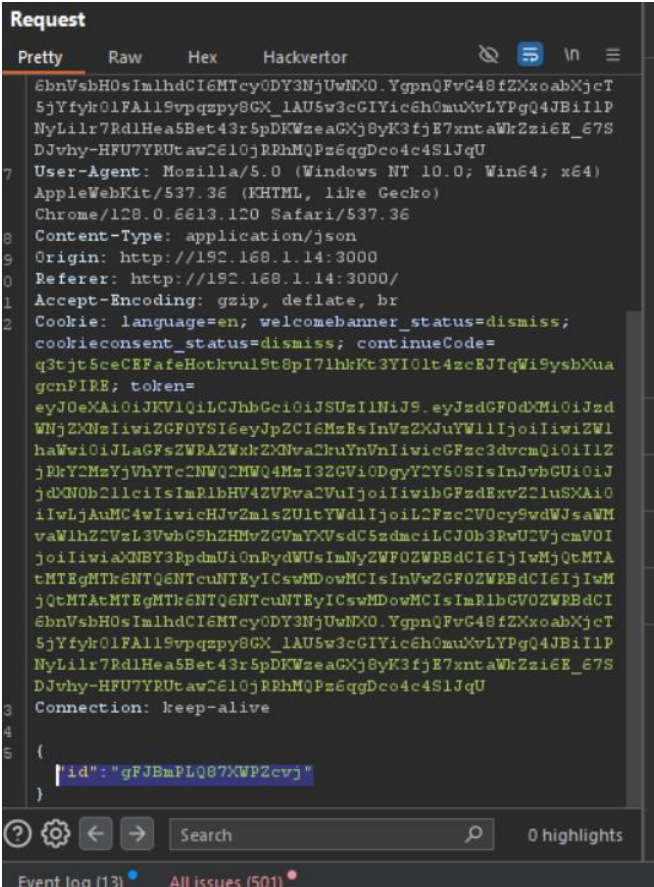 Request
Pretty Raw Hex Hackvertor \n
6bnVsbH0sImlhdCI6MTcyODY3NjUwNX0.YgpnQFvG48fZXxoabXjcT
5jYfyk01FA119vpqzpy8GX_lAU5w3cGIYic6h0muXvLYPgQ4JBiI1P
NyLilr7RdlHea5Bet43r5pDKWzeaGXj8yK3fjE7xntaWkZzi6E_67S
DJvhy-HFU7YRUtaw26l0jRRhMQPz6qgDco4c4SlJqU
7 User-Agent: Mozilla/5.0 (Windows NT 10.0; Win64; x64)
AppleWebKit/537.36 (KHTML, like Gecko)
Chrome/128.0.6613.120 Safari/537.36
8 Content-Type: application/json
9 Origin: http://192.168.1.14:3000
0 Referer: http://192.168.1.14:3000/
1 Accept-Encoding: gzip, deflate, br
2 Cookie: language=en; welcomebanner_status=dismiss;
cookieconsent_status=dismiss; continueCode=
q3tjt5ceCEFafeHotkvul9t8pI7lhkKt3YI0lt4zcEJTqWi9ysbXua
gcnPIRE; token=
eyJ0eXAiOiJKV1QiLCJhbGciOiJSUzI1NiJ9.eyJzdGF0dXMiOiJzd
WNjZXNzIiwiZGF0YSI6eyJpZCI6MzEsInVzZXJuYW1lIjoiIiwiZW1
haWwiOiJLaGFsZWRAZWxkZXNva2kuYnVnIiwicGFzc3dvcmQiOiI1Z
jRkY2MzYjVhYTc2NWQ2MWQ4MzI3ZGViODgyY2Y5OSIsInJvbGUiOiJ
jdXN0b21lciIsImRlbHV4ZVRva2VuIjoiIiwibGFzdExvZ2luSXAiO
iIwLjAuMC4wIiwicHJvZmlsZUltYWdlIjoiL2Fzc2V0cy9wdWJsaWM
vaW1hZ2VzL3VwbG9hZHMvZGVmYXVsdC5zdmciLCJ0b3RwU2VjcmV0I
joiIiwiaXNBY3RpdmUiOnRydWUsImNyZWF0ZWRBdCI6IjIwMjQtMTA
tMTEgMTk6NTQ6NTcuNTEyICswMDowMCIsInVwZGF0ZWRBdCI6IjIwM
jQtMTAtMTEgMTk6NTQ6NTcuNTEyICswMDowMCIsImRlbGV0ZWRBdCI
6bnVsbH0sImlhdCI6MTcyODY3NjUwNX0.YgpnQFvG48fZXxoabXjcT
5jYfyk01FA119vpqzpy8GX_lAU5w3cGIYic6h0muXvLYPgQ4JBiI1P
NyLilr7RdlHea5Bet43r5pDKWzeaGXj8yK3fjE7xntaWkZzi6E_67S
DJvhy-HFU7YRUtaw26l0jRRhMQPz6qgDco4c4SlJqU
3 Connection: keep-alive
4
5 {
"id":"gFJBmPLQ87XWPZcvj"
}
Search 0 highlights
Event log (13) All issues (501)